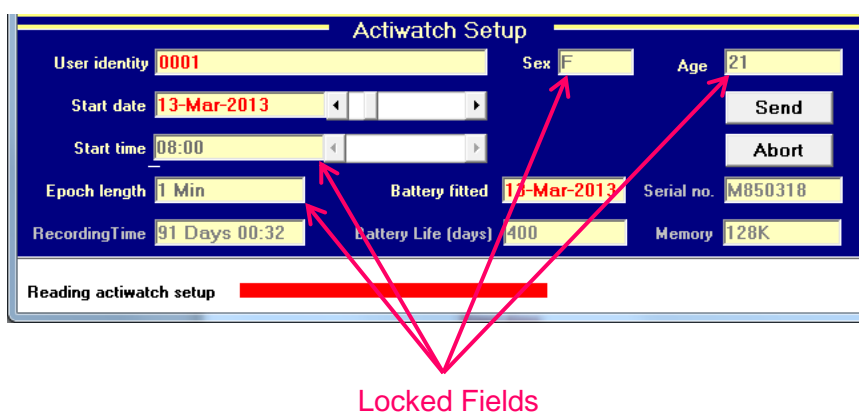 Actiwatch Setup
User identity 0001 Sex F Age 21
Start date 13-Mar-2013 Send
Start time 08:00 Abort
Epoch length 1 Min Battery fitted 13-Mar-2013 Serial no. M850318
RecordingTime 91 Days 00:32 Battery Life (days) 400 Memory 128K
Reading actiwatch setup
Locked Fields